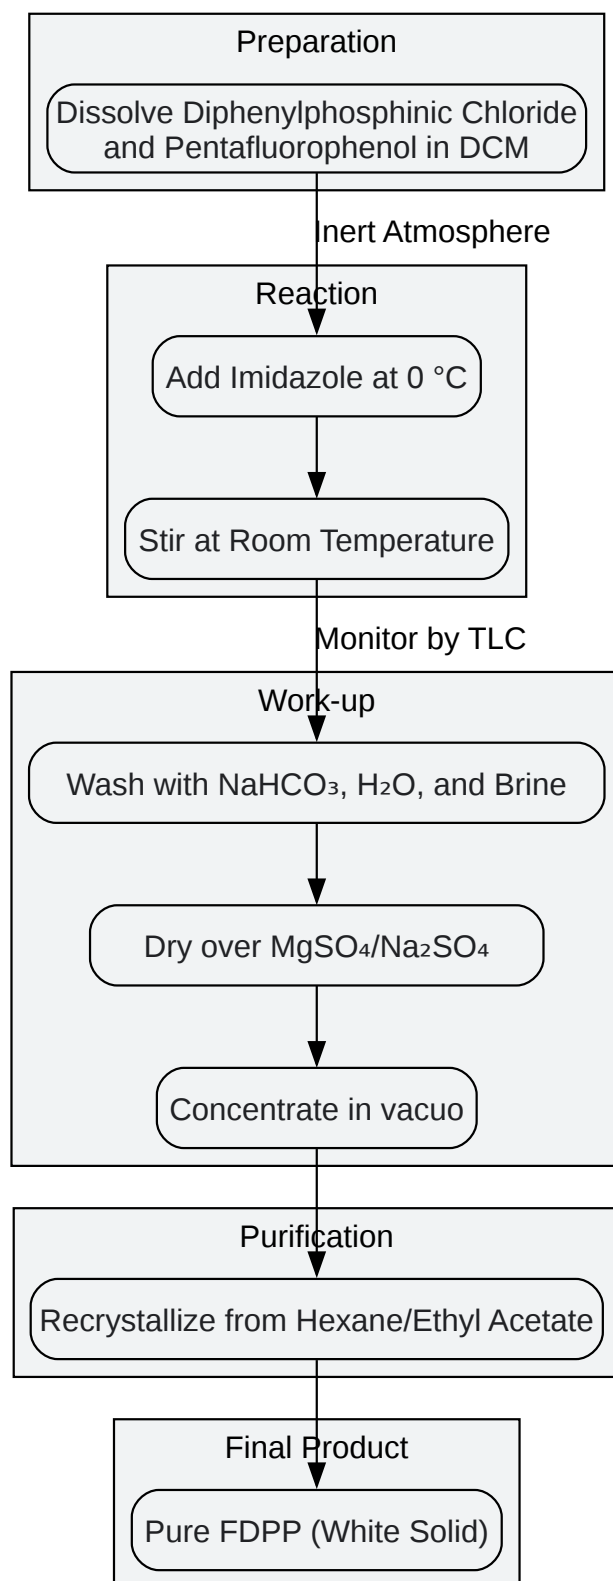 Preparation
Dissolve Diphenylphosphinic Chloride
and Pentafluorophenol in DCM
Inert Atmosphere
Reaction
Add Imidazole at 0 °C
Stir at Room Temperature
Monitor by TLC
Work-up
Wash with NaHCO₃, H₂O, and Brine
Dry over MgSO₄/Na₂SO₄
Concentrate in vacuo
Purification
Recrystallize from Hexane/Ethyl Acetate
Final Product
Pure FDPP (White Solid)